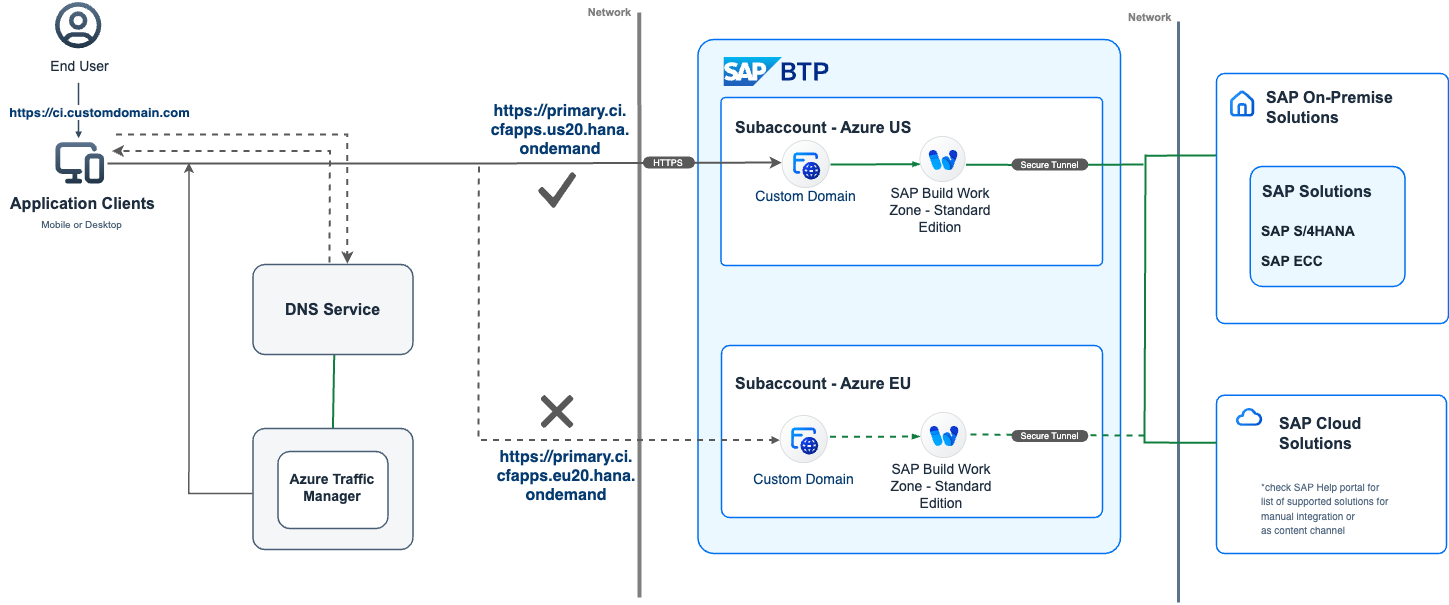 Network
Network
End User
https://ci.customdomain.com
Application Clients
Mobile or Desktop
DNS Service
Azure Traffic
Manager
https://primary.ci.
cfapps.us20.hana.
ondemand
HTTPS
https://primary.ci.
cfapps.eu20.hana.
ondemand
SAP BTP
Subaccount - Azure US
Custom Domain
SAP Build Work
Zone - Standard
Edition
Secure Tunnel
Subaccount - Azure EU
Custom Domain
SAP Build Work
Zone - Standard
Edition
Secure Tunnel
SAP On-Premise
Solutions
SAP Solutions
SAP S/4HANA
SAP ECC
SAP Cloud
Solutions
*check SAP Help portal for
list of supported solutions for
manual integration or
as content channel